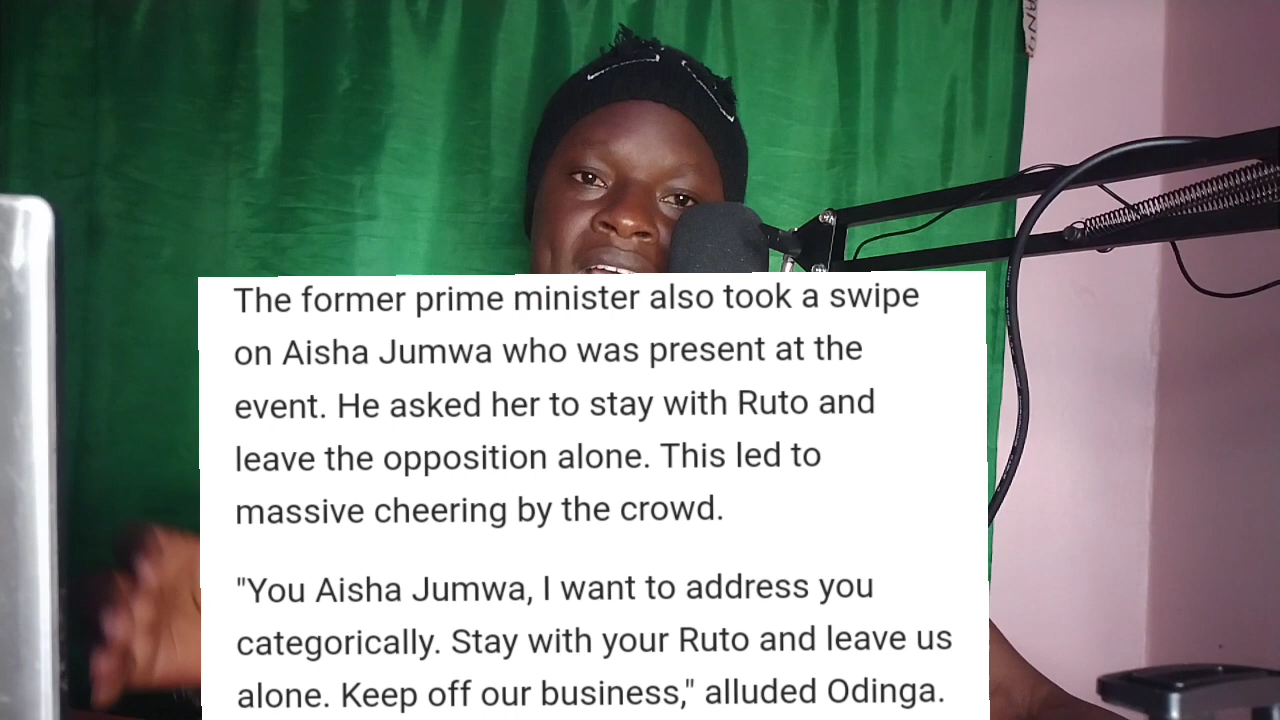 The former prime minister also took a swipe
on Aisha Jumwa who was present at the
event. He asked her to stay with Ruto and
leave the opposition alone. This led to
massive cheering by the crowd.
"You Aisha Jumwa, I want to address you
categorically. Stay with your Ruto and leave us
alone. Keep off our business," alluded Odinga.